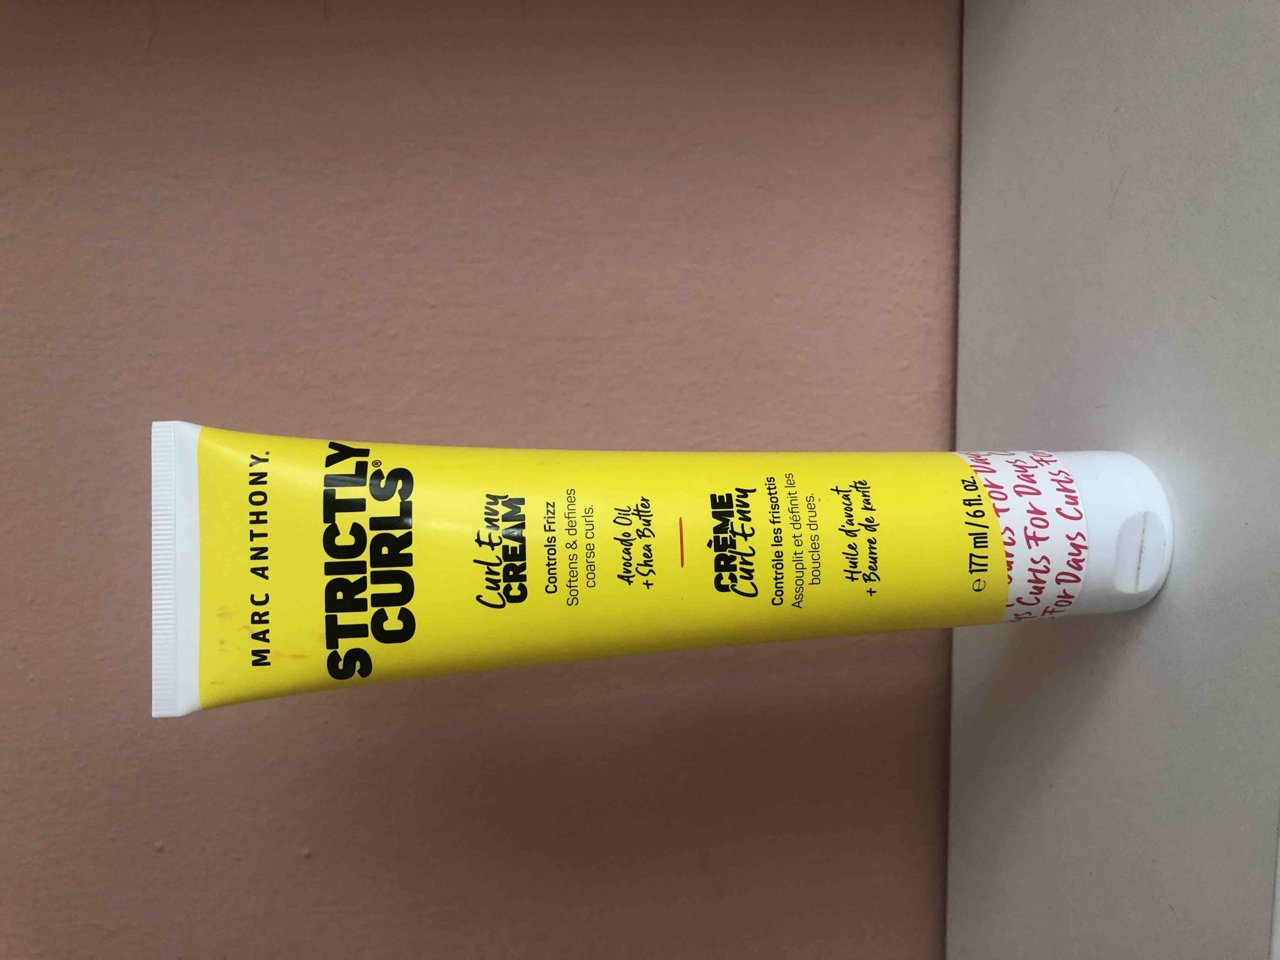 MARC ANTHONY.
STRICTLY
CURLS®
Curl Envy
CREAM
Controls Frizz
Softens & defines
coarse curls.
Avocado Oil
+ Shea Butter
CRÈME
Curl Envy
Contrôle les frisottis
Assouplit et définit les
boucles drues.
Huile d'avocat
+ Beurre de karité
℮ 177 ml / 6 fl. oz.
Curls For Days
Curls For Days
For Days Curls